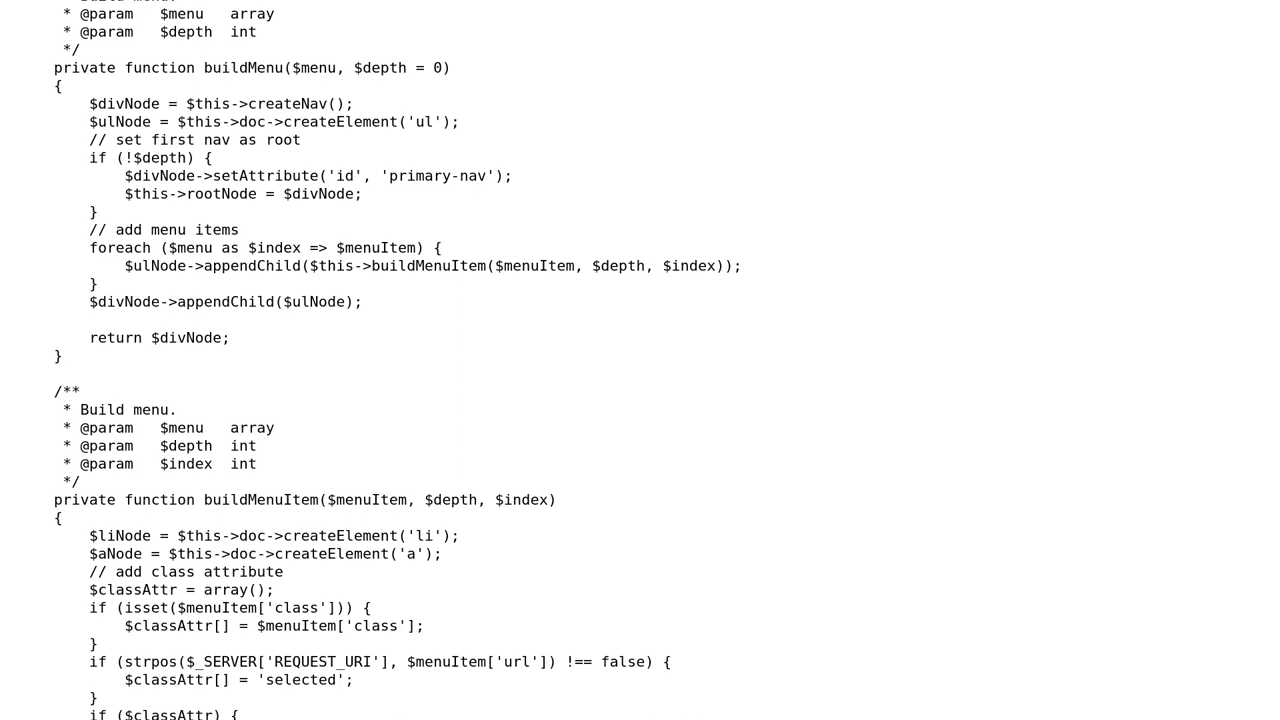 * Build menu.
     * @param   $menu   array
     * @param   $depth  int
     */
    private function buildMenu($menu, $depth = 0)
    {
        $divNode = $this->createNav();
        $ulNode = $this->doc->createElement('ul');
        // set first nav as root
        if (!$depth) {
            $divNode->setAttribute('id', 'primary-nav');
            $this->rootNode = $divNode;
        }
        // add menu items
        foreach ($menu as $index => $menuItem) {
            $ulNode->appendChild($this->buildMenuItem($menuItem, $depth, $index));
        }
        $divNode->appendChild($ulNode);

        return $divNode;
    }

    /**
     * Build menu.
     * @param   $menu   array
     * @param   $depth  int
     * @param   $index  int
     */
    private function buildMenuItem($menuItem, $depth, $index)
    {
        $liNode = $this->doc->createElement('li');
        $aNode = $this->doc->createElement('a');
        // add class attribute
        $classAttr = array();
        if (isset($menuItem['class'])) {
            $classAttr[] = $menuItem['class'];
        }
        if (strpos($_SERVER['REQUEST_URI'], $menuItem['url']) !== false) {
            $classAttr[] = 'selected';
        }
        if ($classAttr) {